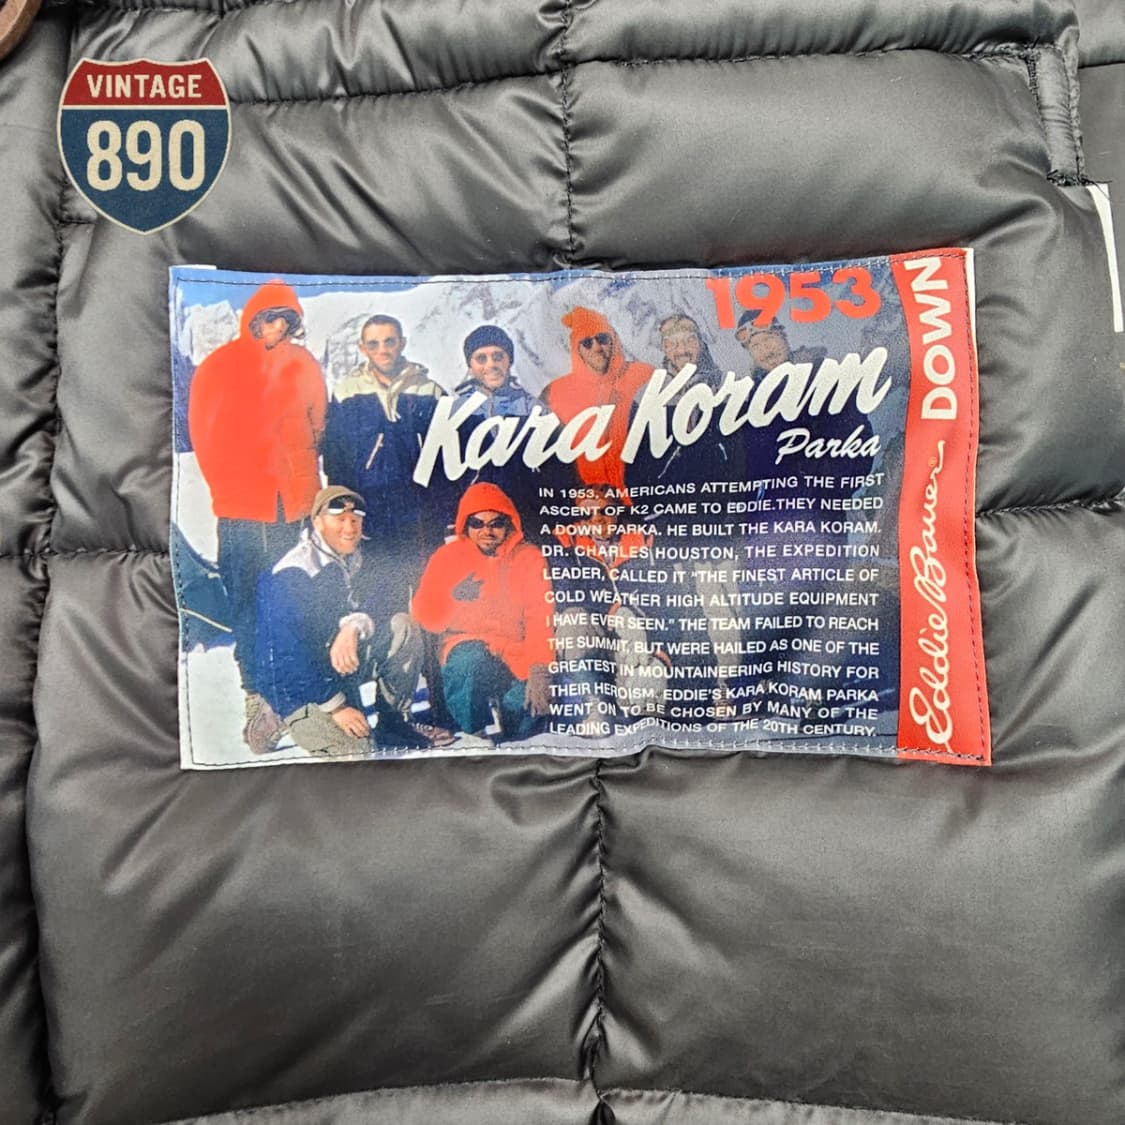 VINTAGE
890
1953
Kara Koram
Parka
IN 1953, AMERICANS ATTEMPTING THE FIRST
ASCENT OF K2 CAME TO EDDIE.THEY NEEDED
A DOWN PARKA. HE BUILT THE KARA KORAM.
DR. CHARLES HOUSTON, THE EXPEDITION
LEADER, CALLED IT "THE FINEST ARTICLE OF
COLD WEATHER HIGH ALTITUDE EQUIPMENT
I HAVE EVER SEEN." THE TEAM FAILED TO REACH
THE SUMMIT, BUT WERE HAILED AS ONE OF THE
GREATEST IN MOUNTAINEERING HISTORY FOR
THEIR HEROISM. EDDIE'S KARA KORAM PARKA
WENT ON TO BE CHOSEN BY MANY OF THE
LEADING EXPEDITIONS OF THE 20TH CENTURY.
Eddie Bauer® DOWN